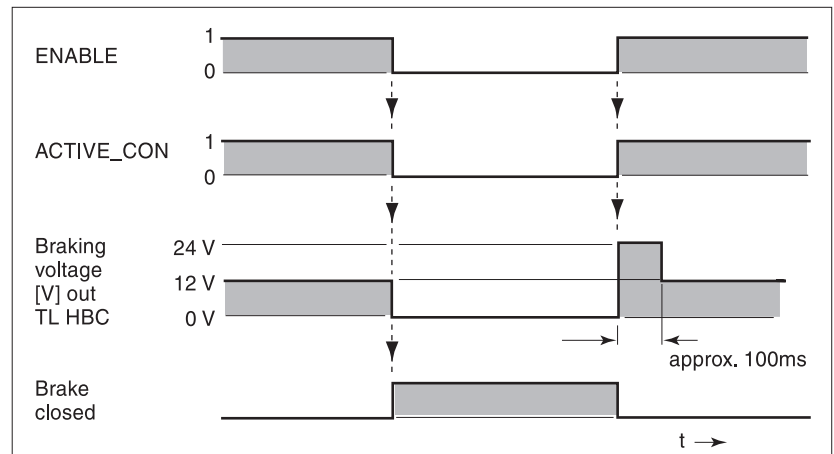 ENABLE
1
0
ACTIVE_CON
1
0
Braking
voltage
[V] out
TL HBC
24 V
12 V
0 V
approx. 100ms
Brake
closed
t